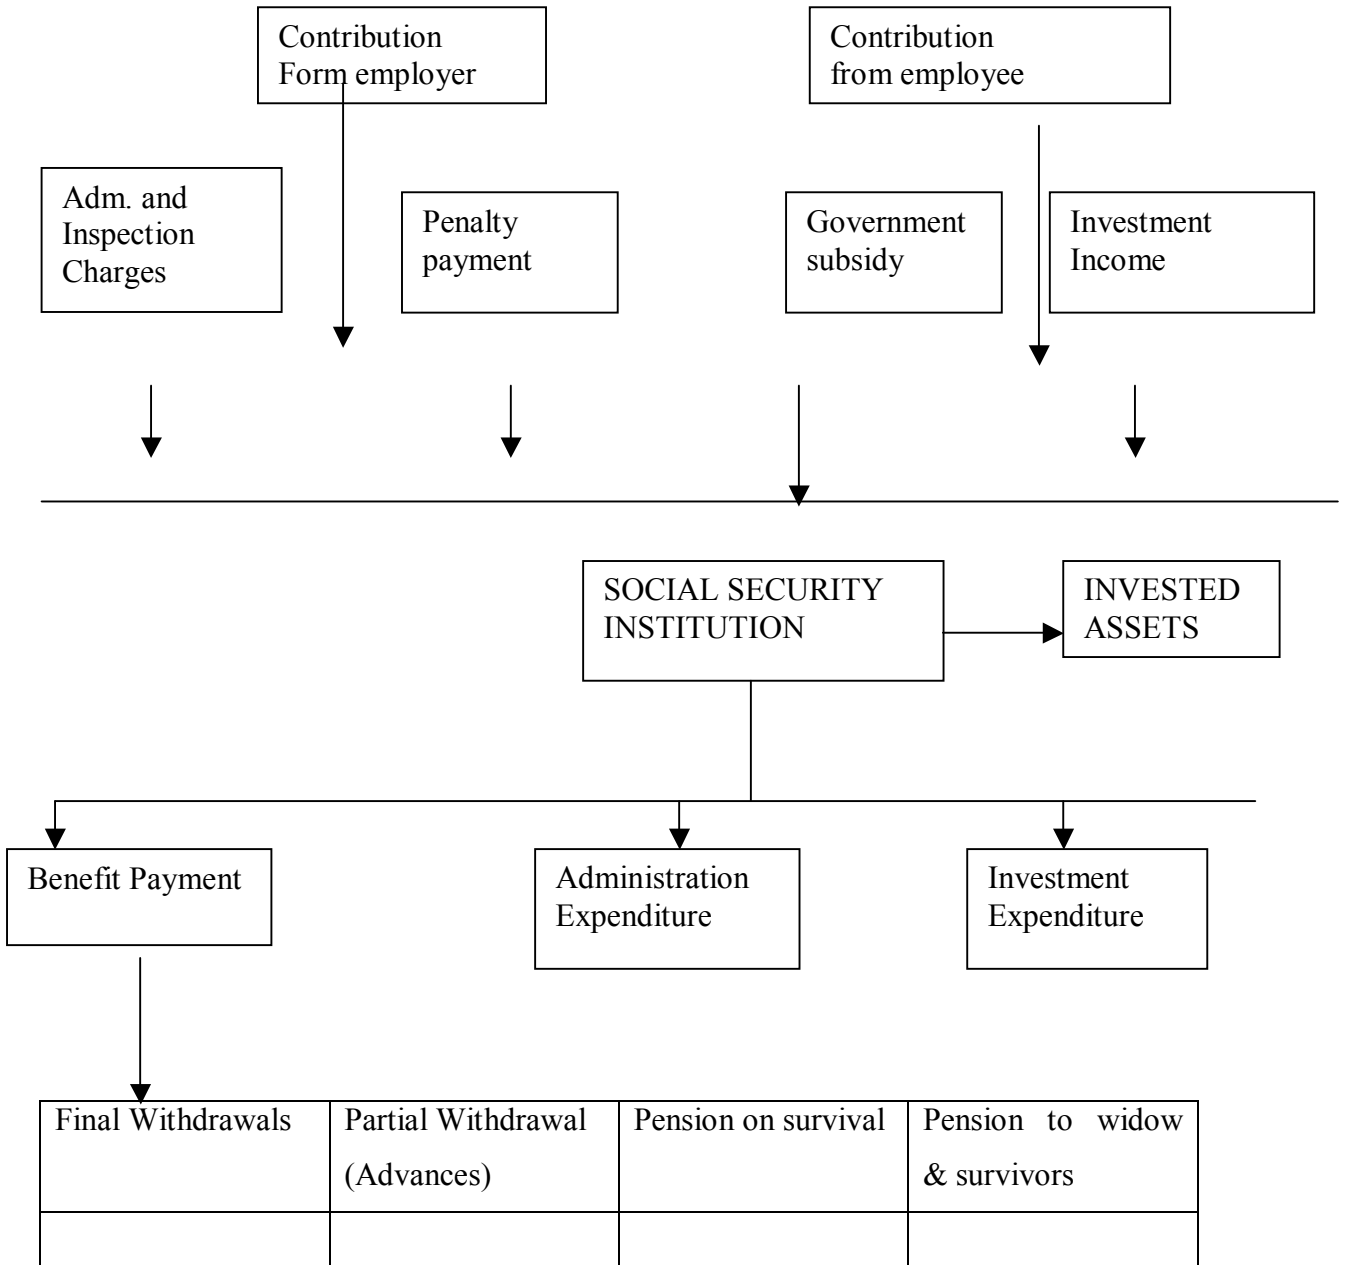 Contribution
Form employer
Contribution
from employee
Adm. and
Inspection
Charges
Penalty
payment
Government
subsidy
Investment
Income
SOCIAL SECURITY
INSTITUTION
INVESTED
ASSETS
Benefit Payment
Administration
Expenditure
Investment
Expenditure
Final Withdrawals
Partial Withdrawal
(Advances)
Pension on survival
Pension to widow
& survivors